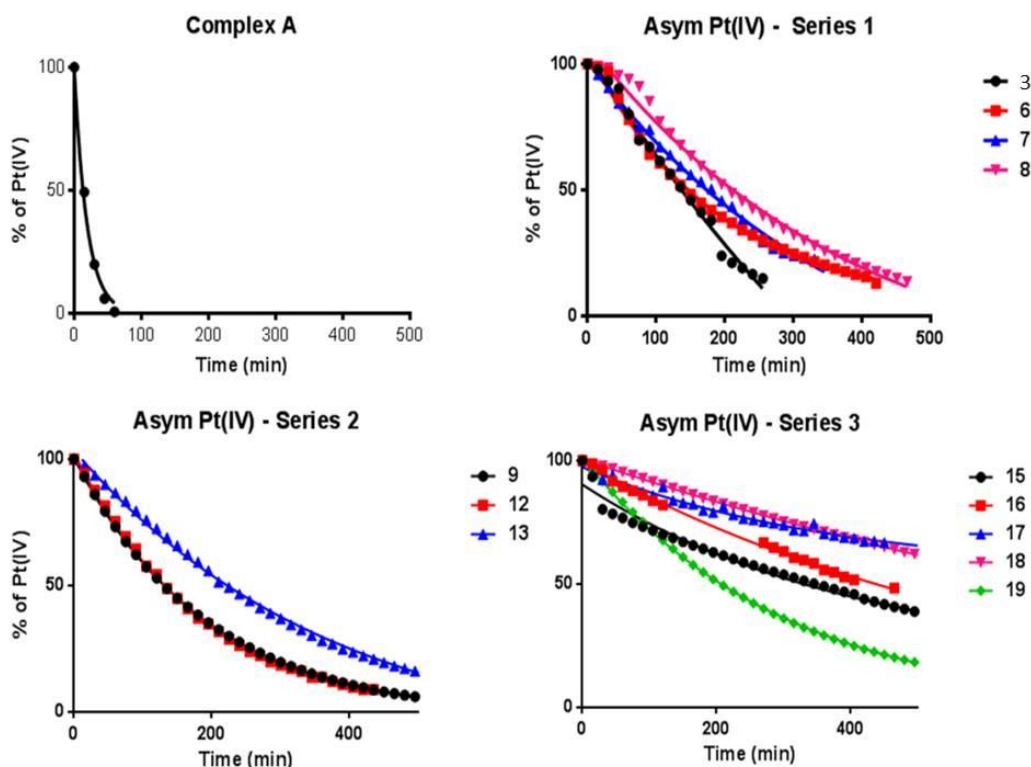 Complex A
100
50
0
% of Pt(IV)
0 100 200 300 400 500
Time (min)
Asym Pt(IV) - Series 1
100
50
0
% of Pt(IV)
0 100 200 300 400 500
Time (min)
3
6
7
8
Asym Pt(IV) - Series 2
100
50
0
% of Pt(IV)
0 200 400
Time (min)
9
12
13
Asym Pt(IV) - Series 3
100
50
0
% of Pt(IV)
0 200 400
Time (min)
15
16
17
18
19